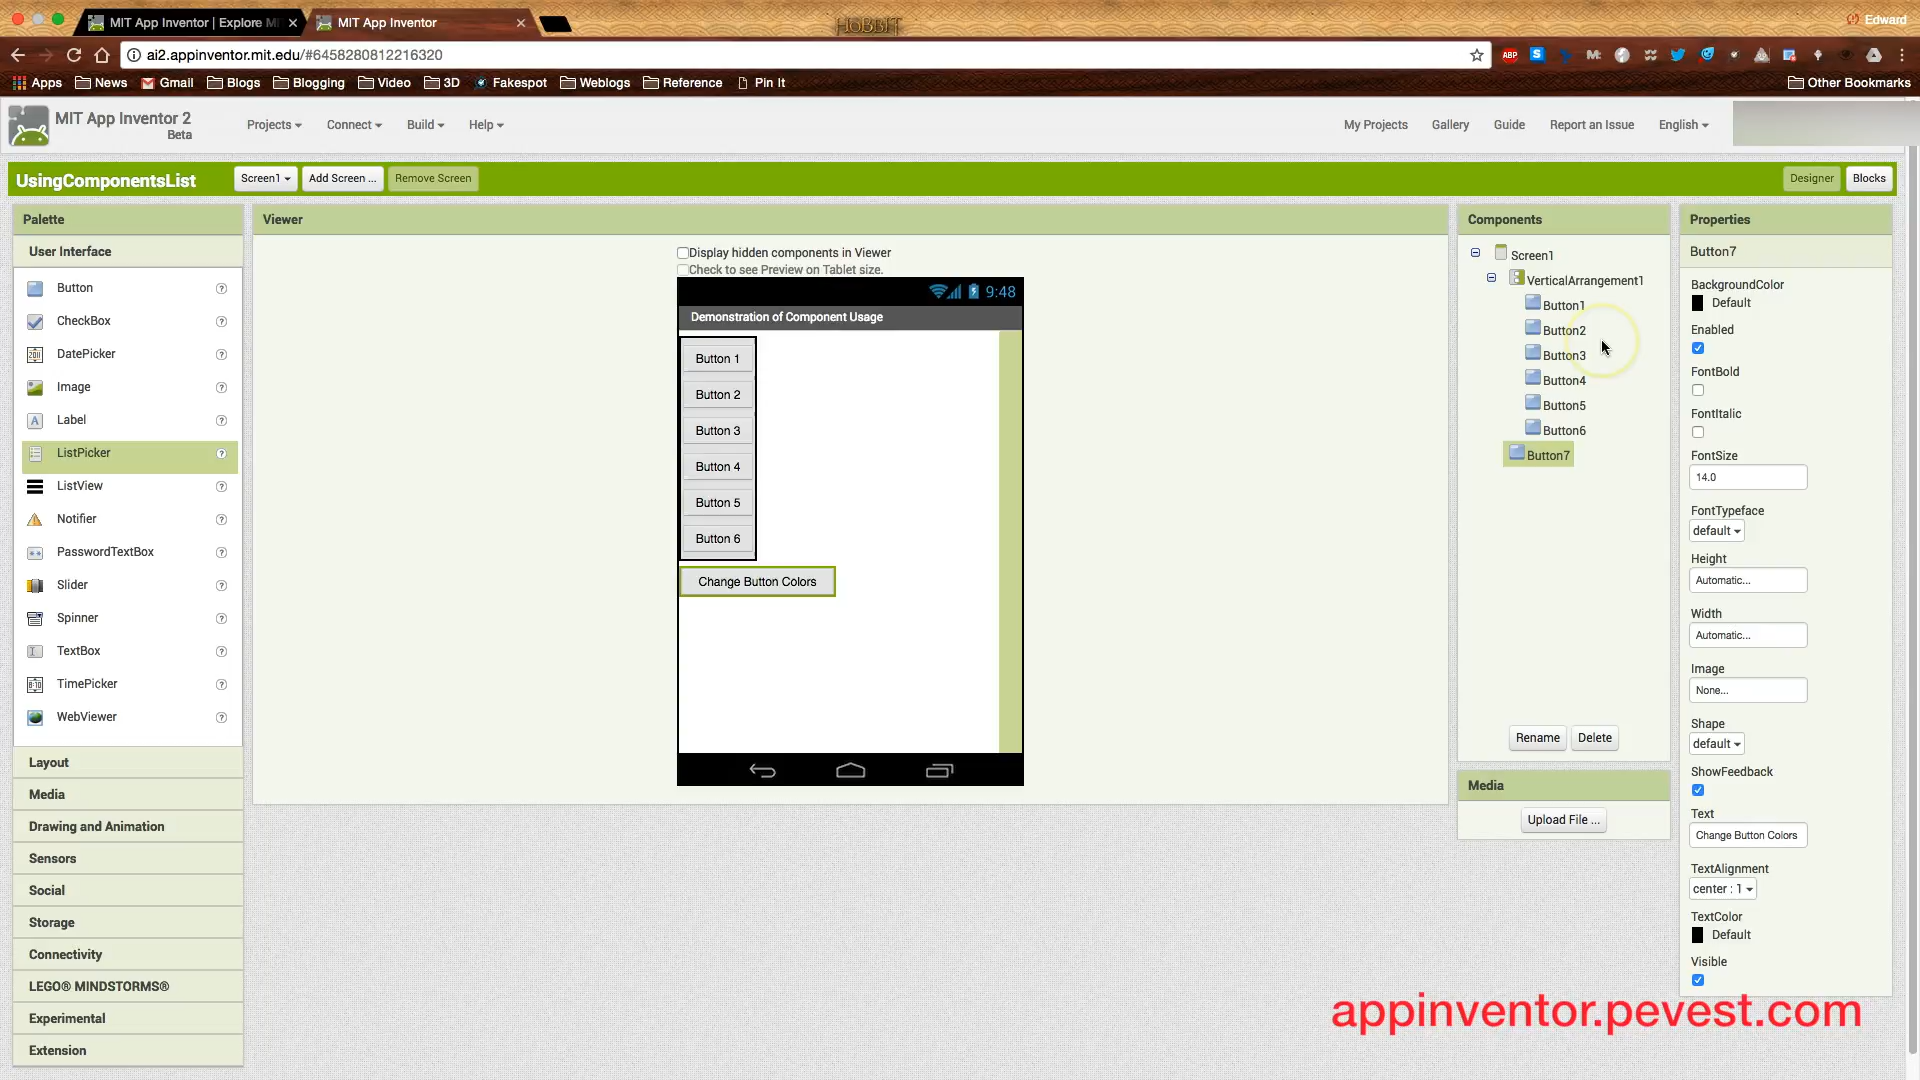 MIT App Inventor | Explore MI
MIT App Inventor
HOBBIT
Edward
ai2.appinventor.mit.edu/#6458280812216320
ABP
Apps
News
Gmail
Blogs
Blogging
Video
3D
Fakespot
Weblogs
Reference
Pin It
Other Bookmarks
MIT App Inventor 2
Beta
Projects
Connect
Build
Help
My Projects
Gallery
Guide
Report an Issue
English
UsingComponentsList
Screen1
Add Screen ...
Remove Screen
Designer
Blocks
Palette
User Interface
Button
CheckBox
DatePicker
Image
Label
ListPicker
ListView
Notifier
PasswordTextBox
Slider
Spinner
TextBox
TimePicker
WebViewer
Layout
Media
Drawing and Animation
Sensors
Social
Storage
Connectivity
LEGO® MINDSTORMS®
Experimental
Extension
Viewer
Display hidden components in Viewer
Check to see Preview on Tablet size.
9:48
Demonstration of Component Usage
Button 1
Button 2
Button 3
Button 4
Button 5
Button 6
Change Button Colors
Components
Screen1
VerticalArrangement1
Button1
Button2
Button3
Button4
Button5
Button6
Button7
Rename
Delete
Media
Upload File ...
Properties
Button7
BackgroundColor
Default
Enabled
FontBold
FontItalic
FontSize
14.0
FontTypeface
default
Height
Automatic...
Width
Automatic...
Image
None...
Shape
default
ShowFeedback
Text
Change Button Colors
TextAlignment
center : 1
TextColor
Default
Visible
appinventor.pevest.com